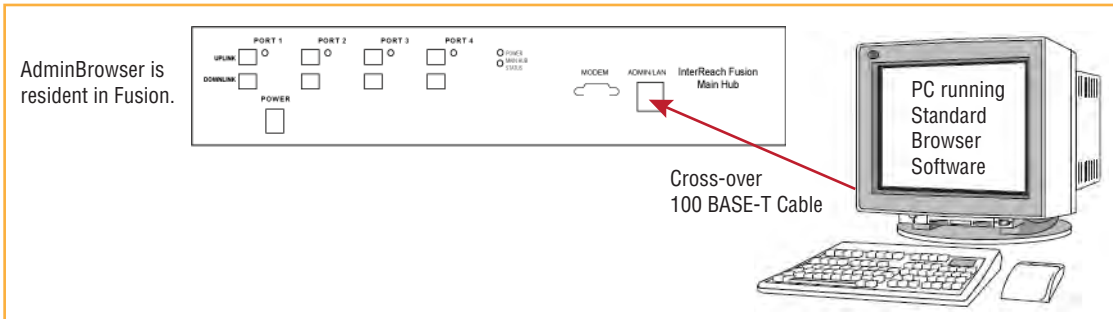 PORT 1 PORT 2 PORT 3 PORT 4
UPLINK
DOWNLINK
POWER
POWER
MAIN HUB
STATUS
MODEM
ADMIN/LAN
InterReach Fusion
Main Hub
AdminBrowser is
resident in Fusion.
PC running
Standard
Browser
Software
Cross-over
100 BASE-T Cable